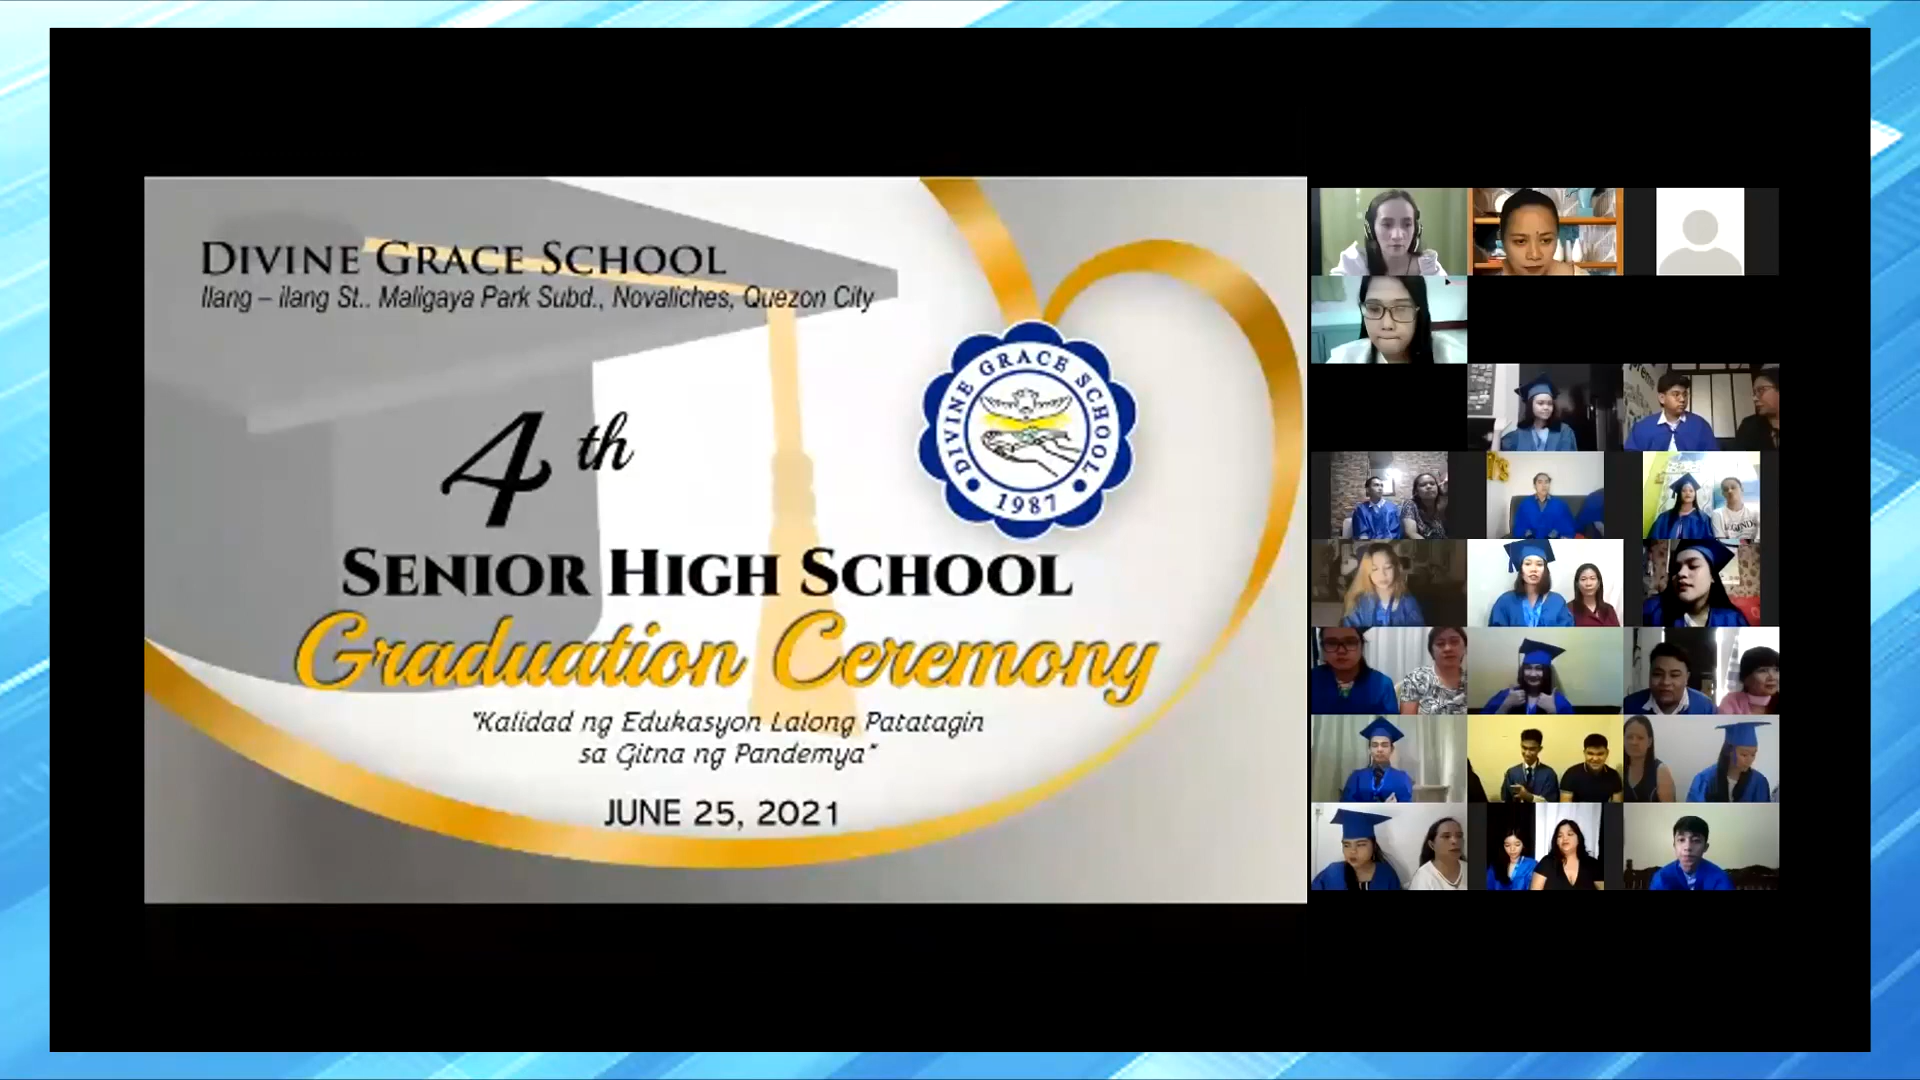 DIVINE GRACE SCHOOL
Ilang – ilang St.. Maligaya Park Subd., Novaliches, Quezon City
DIVINE GRACE SCHOOL
1987
4th
SENIOR HIGH SCHOOL
Graduation Ceremony
"Kalidad ng Edukasyon Lalong Patatagin
sa Gitna ng Pandemya"
JUNE 25, 2021